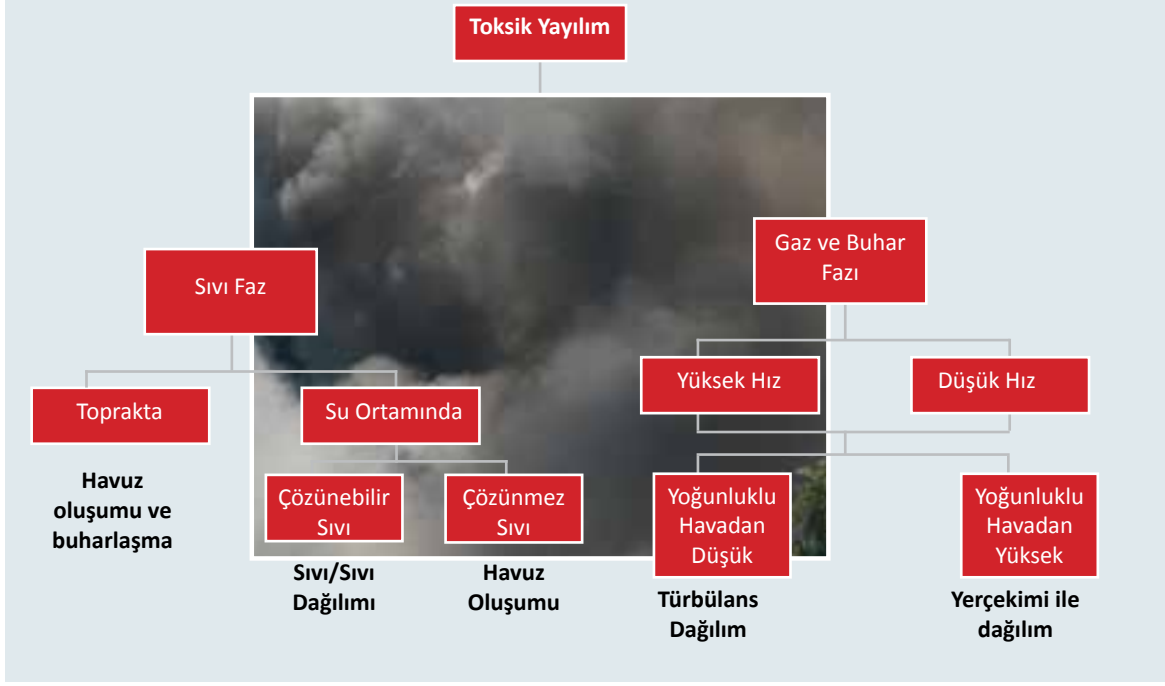 Toksik Yayılım
Gaz ve Buhar
Fazı
Sıvı Faz
Yüksek Hız
Düşük Hız
Toprakta
Su Ortamında
Havuz
oluşumu ve
buharlaşma
Çözünebilir
Sıvı
Çözünmez
Sıvı
Yoğunluklu
Havadan
Düşük
Yoğunluklu
Havadan
Yüksek
Sıvı/Sıvı
Dağılımı
Havuz
Oluşumu
Türbülans
Dağılım
Yerçekimi ile
dağılım